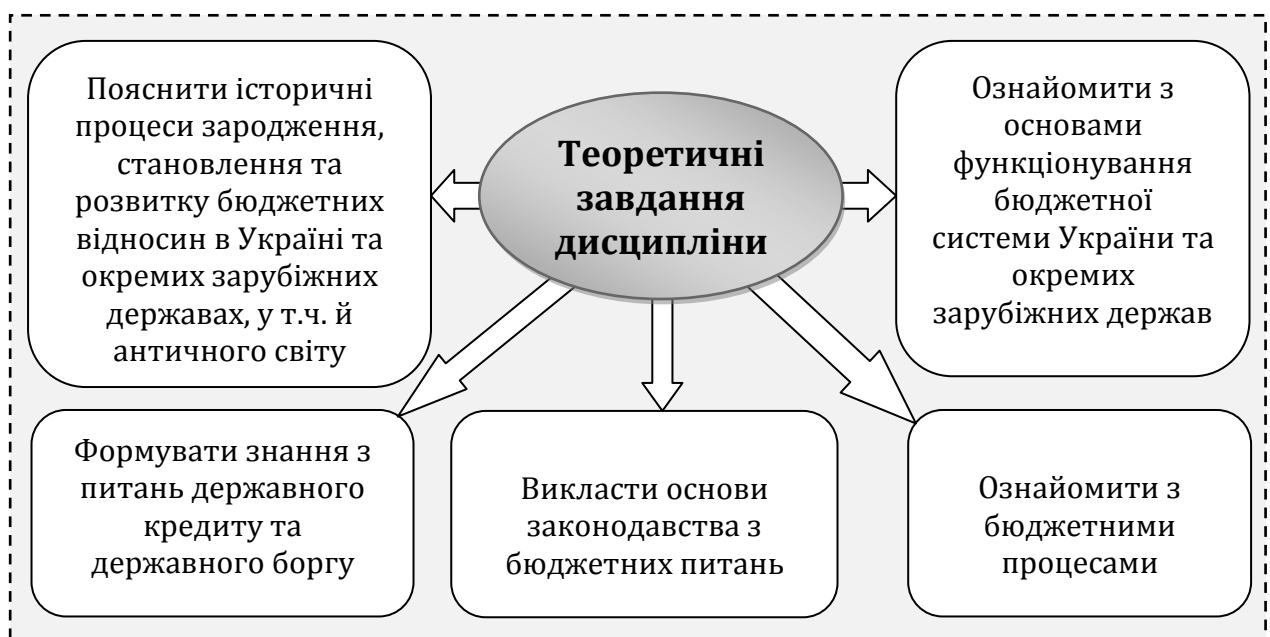 Пояснити історичні
процеси зародження,
становлення та
розвитку бюджетних
відносин в Україні та
окремих зарубіжних
державах, у т.ч. й
античного світу
Теоретичні
завдання
дисципліни
Ознайомити з
основами
функціонування
бюджетної
системи України та
окремих
зарубіжних держав
Формувати знання з
питань державного
кредиту та
державного боргу
Викласти основи
законодавства з
бюджетних питань
Ознайомити з
бюджетними
процесами